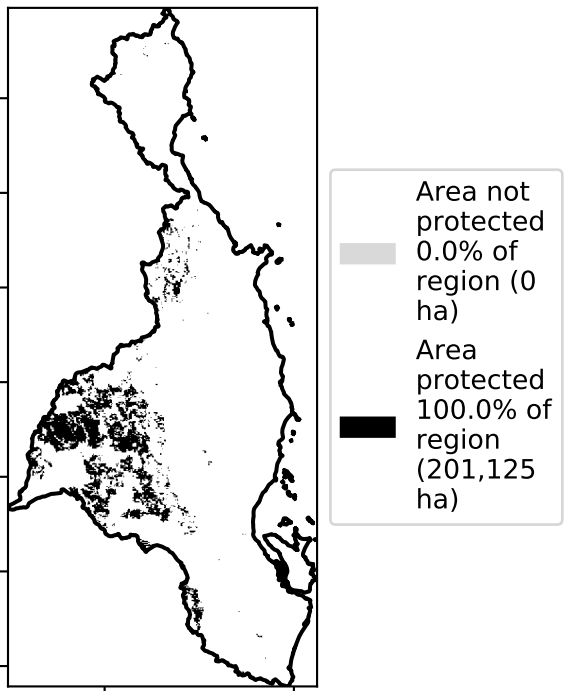 Area not
protected
0.0% of
region (0
ha)
Area
protected
100.0% of
region
(201,125
ha)